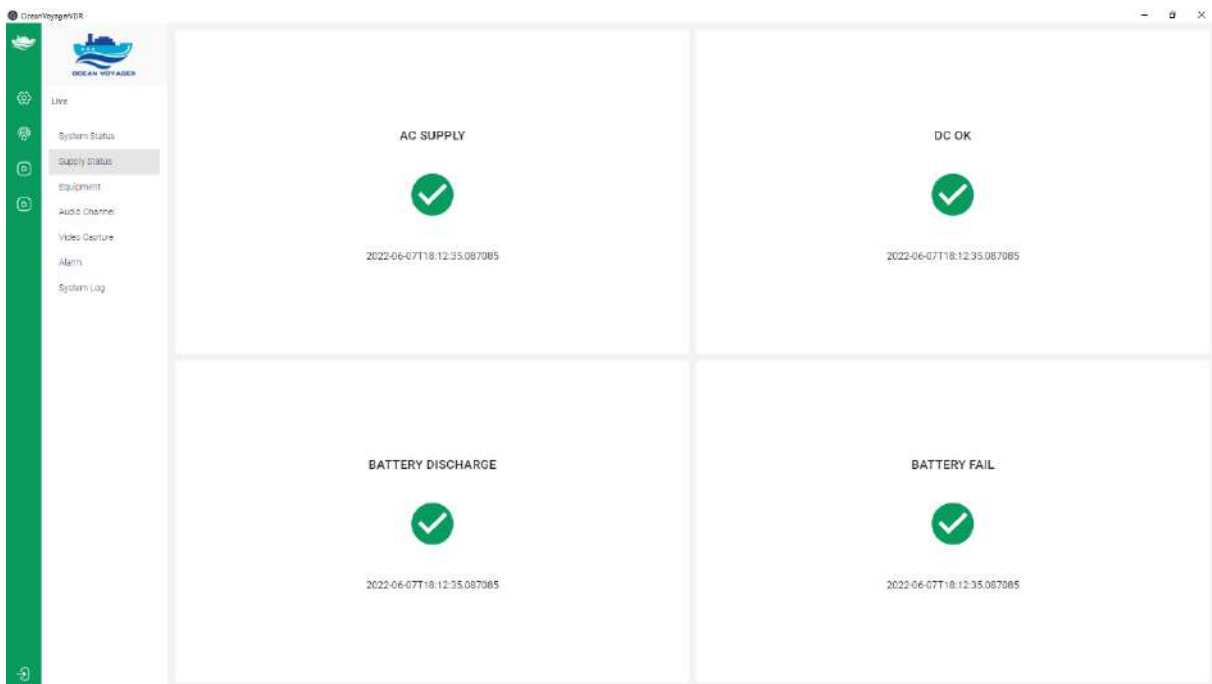 OceanVoyagerVDR
OCEAN VOYAGER
Live
System Status
Supply Status
Equipment
Audio Channel
Video Capture
Alarm
System Log
AC SUPPLY
2022-06-07T18:12:35.087085
DC OK
2022-06-07T18:12:35.087085
BATTERY DISCHARGE
2022-06-07T18:12:35.087085
BATTERY FAIL
2022-06-07T18:12:35.087085